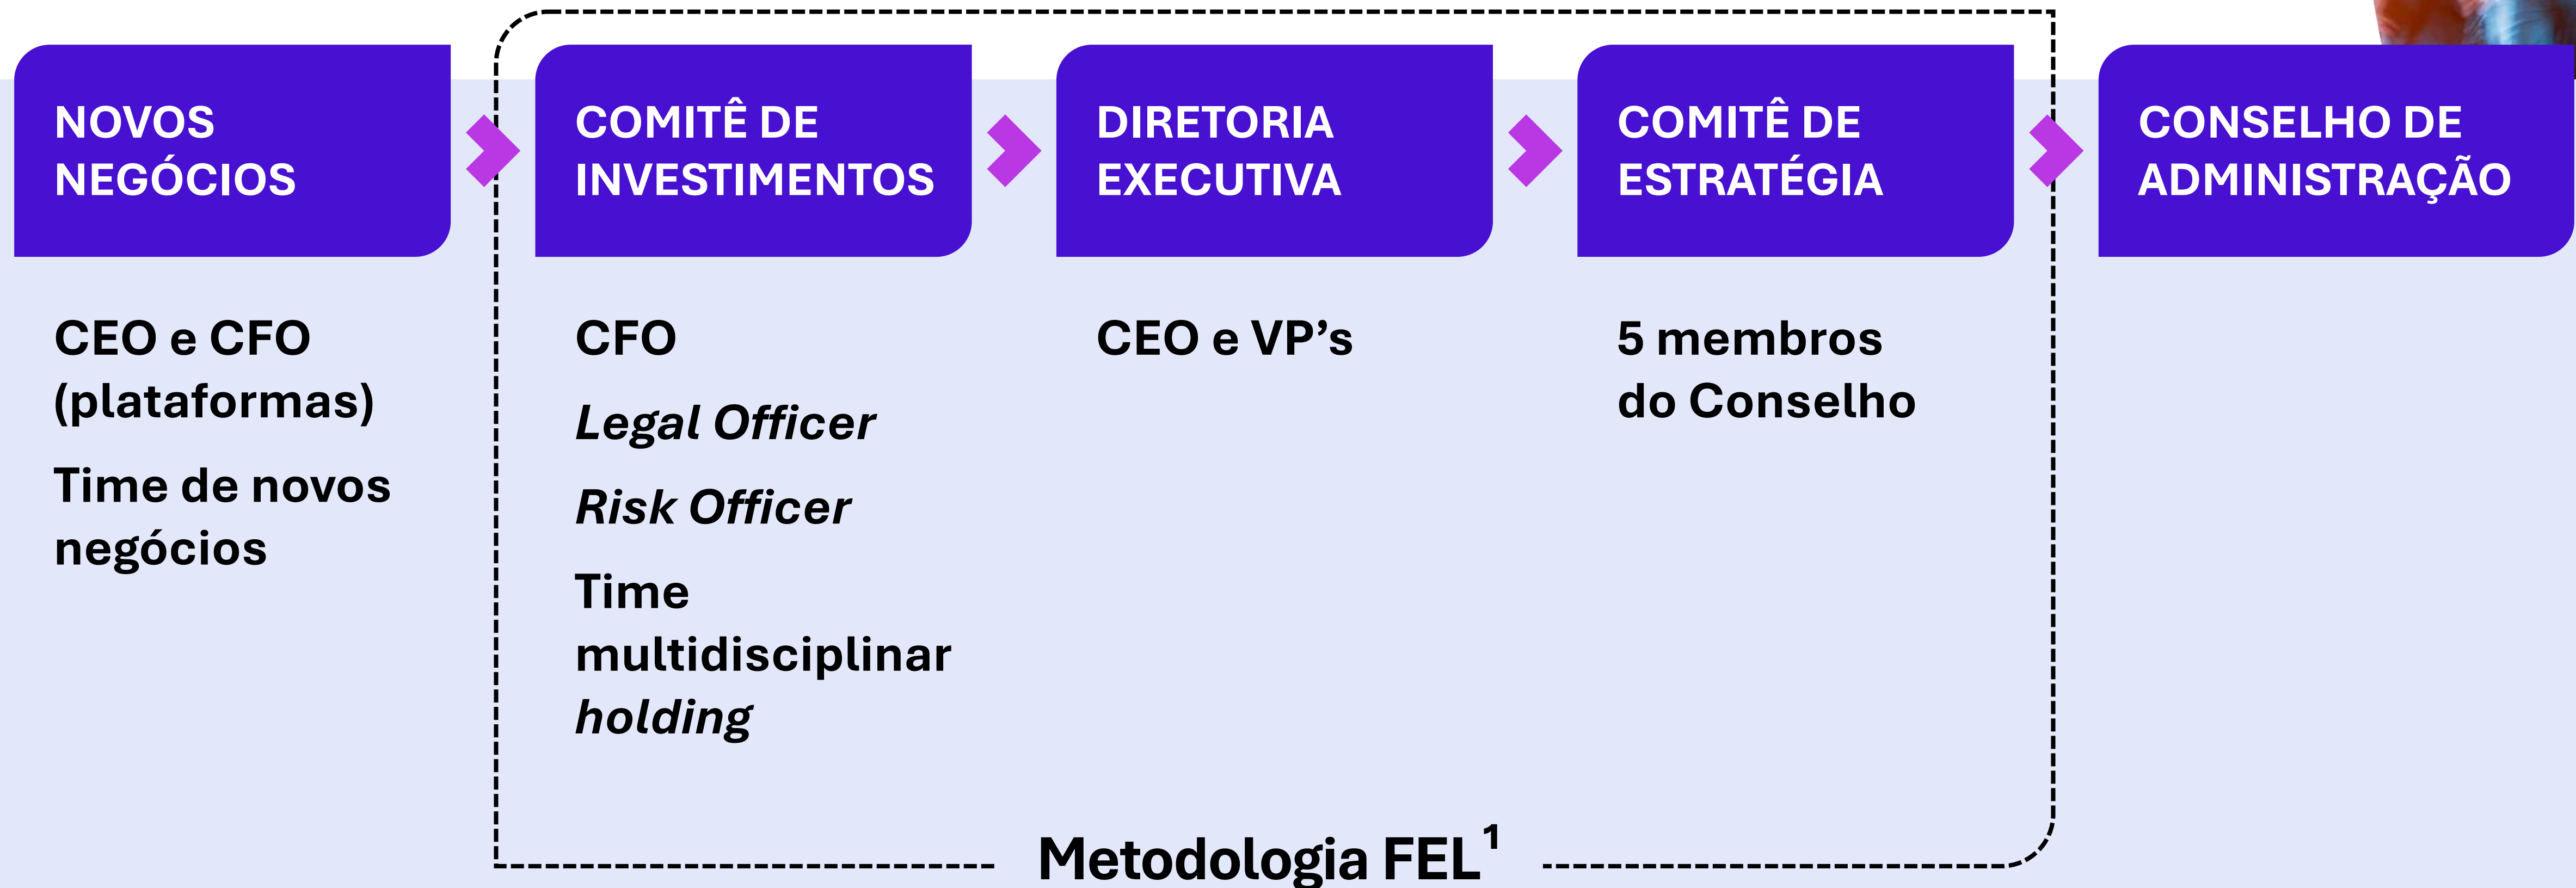 NOVOS
NEGÓCIOS
CEO e CFO
(plataformas)
Time de novos
negócios
COMITÊ DE
INVESTIMENTOS
CFO
Legal Officer
Risk Officer
Time
multidisciplinar
holding
DIRETORIA
EXECUTIVA
CEO e VP’s
COMITÊ DE
ESTRATÉGIA
5 membros
do Conselho
CONSELHO DE
ADMINISTRAÇÃO
Metodologia FEL¹